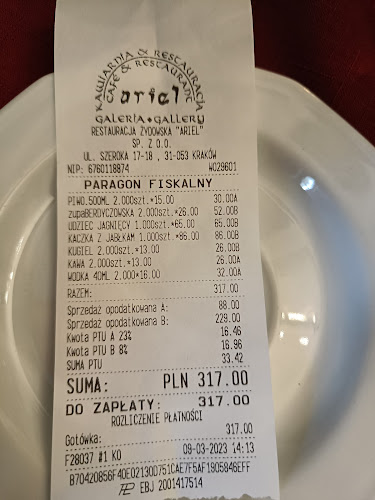 KAWIARNIA & RESTAURACJA
CAFÉ & RESTAURANT
ariel
GALERIA • GALLERY
RESTAURACJA ŻYDOWSKA "ARIEL"
SP. Z O.O.
UL. SZEROKA 17-18 , 31-053 KRAKÓW
NIP: 6760118874 W029601
PARAGON FISKALNY
PIWO.500ML 2.000szt.*15.00 30.00A
zupaBERDYCZOWSKA 2.000szt.*26.00 52.00B
UDZIEC JAGNIĘCY 1.000szt.*65.00 65.00B
KACZKA Z JABŁKAM 1.000szt.*86.00 86.00B
KUGIEL 2.000szt.*13.00 26.00B
KAWA 2.000szt.*13.00 26.00A
WODKA 40ML 2.000*16.00 32.00A
RAZEM: 317.00
Sprzedaż opodatkowana A: 88.00
Sprzedaż opodatkowana B: 229.00
Kwota PTU A 23% 16.46
Kwota PTU B 8% 16.96
SUMA PTU 33.42
SUMA: PLN 317.00
DO ZAPŁATY: 317.00
ROZLICZENIE PŁATNOŚCI
Gotówka: 317.00
F28037 #1 KO 09-03-2023 14:13
B70420856F4DE02130D751CAE7F5AF1905846EFF
EBJ 2001417514